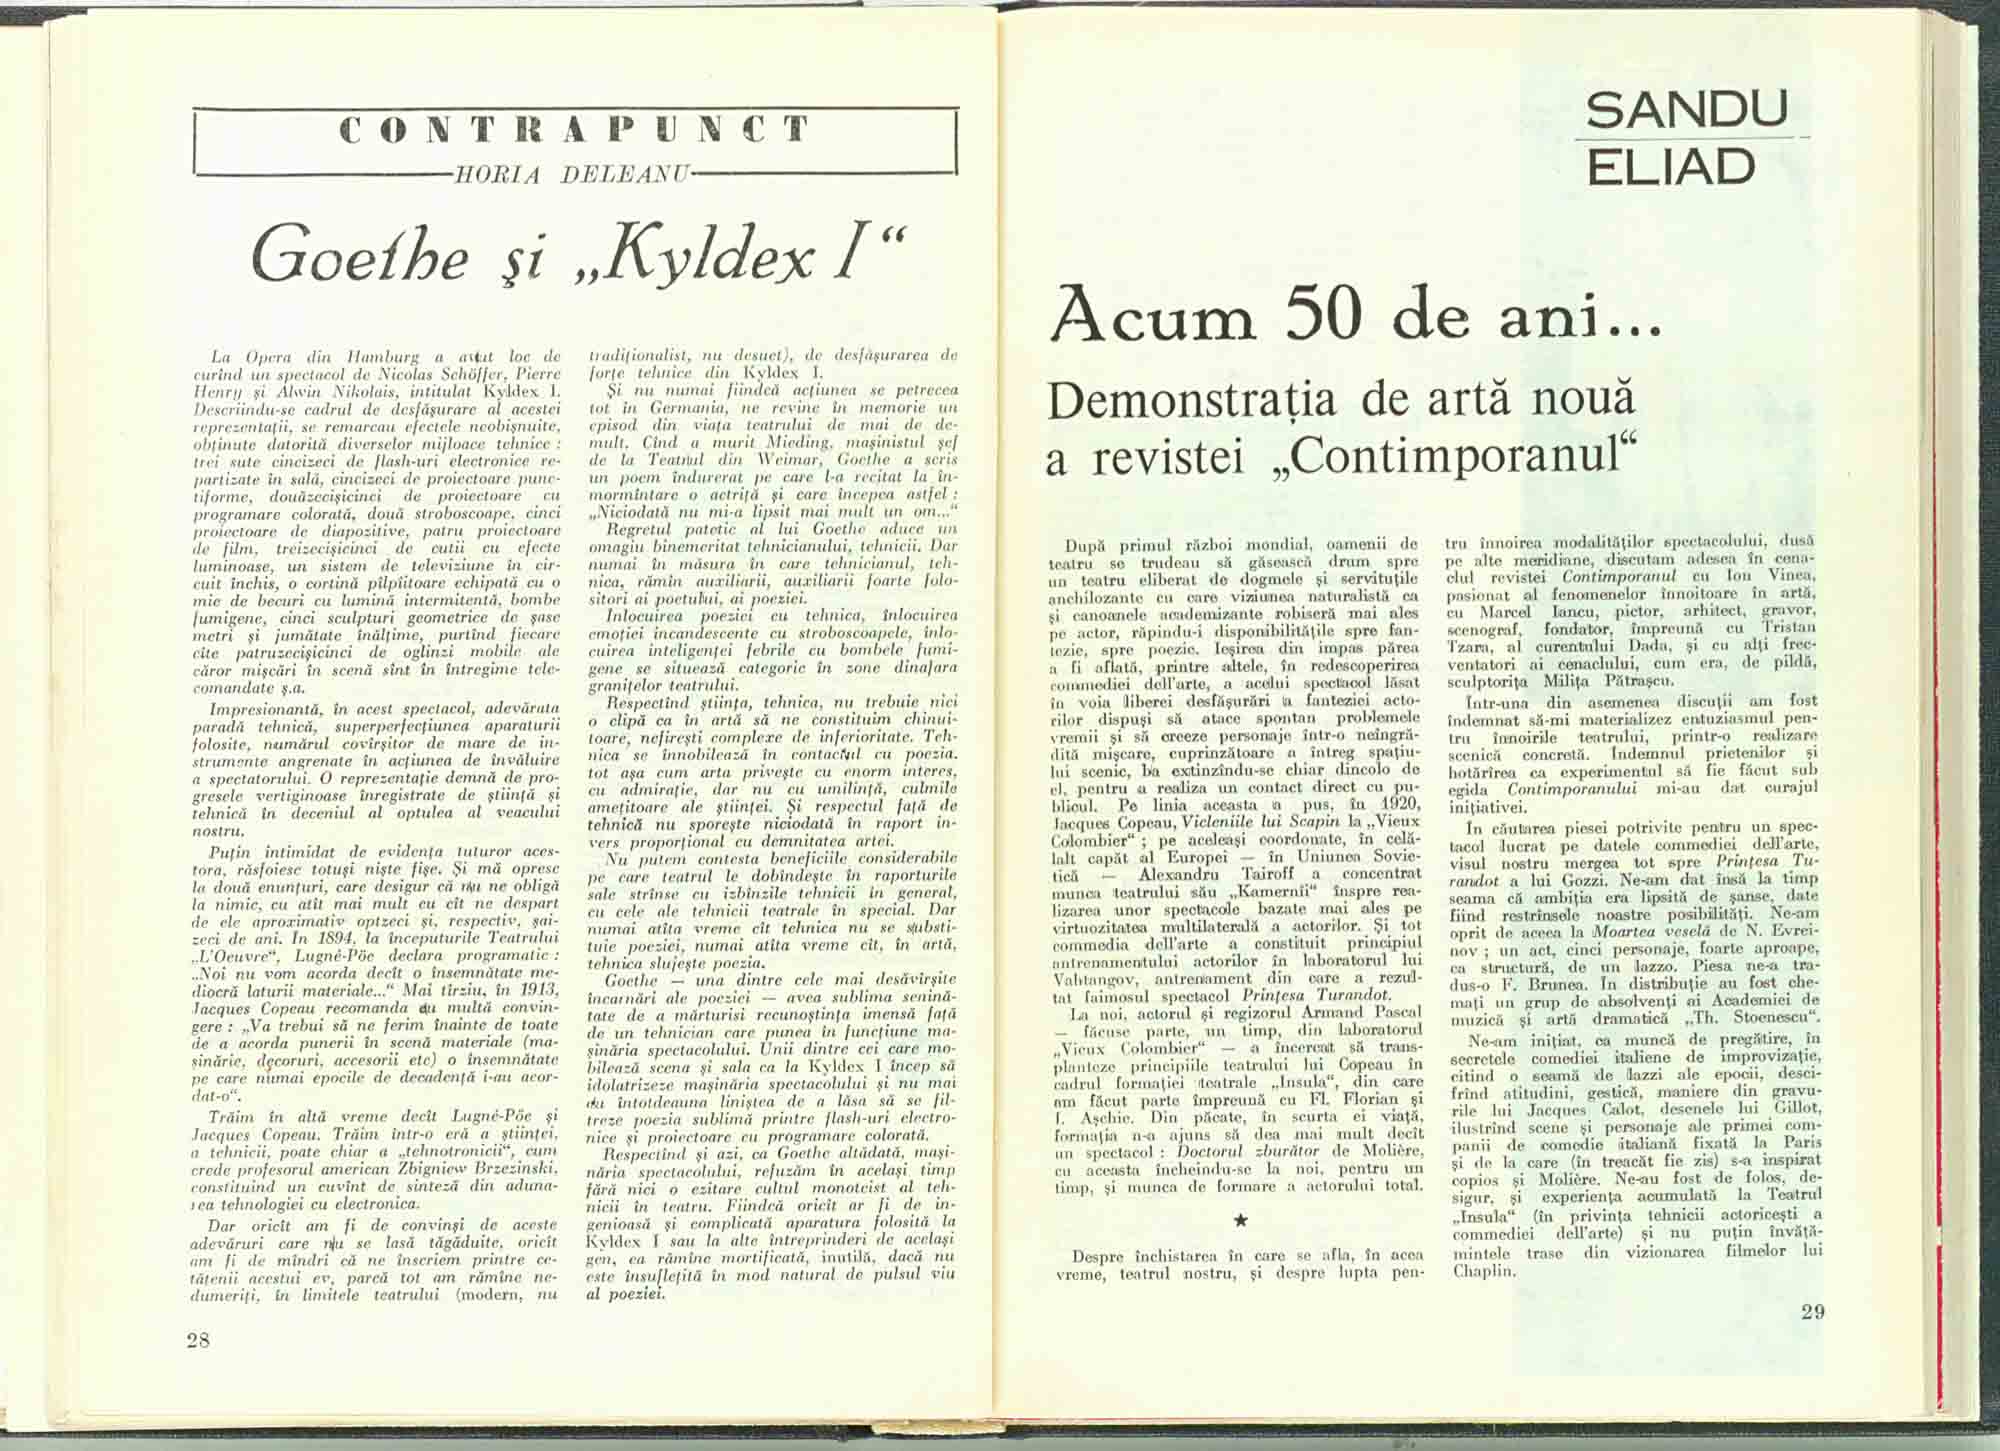 CONTRAPUNCT
HORIA DELEANU
Goethe şi „Kyldex I“
La Opera din Hamburg a avut loc de
curînd un spectacol de Nicolas Schöffer, Pierre
Henry şi Alwin Nikolais, intitulat Kyldex I.
Descriindu-se cadrul de desfăşurare al acestei
reprezentaţii, se remarcau efectele neobişnuite,
obţinute datorită diverselor mijloace tehnice :
trei sute cincizeci de flash-uri electronice re-
partizate în sală, cincizeci de proiectoare punc-
tiforme, douăzecişicinci de proiectoare cu
programare colorată, două stroboscoape, cinci
proiectoare de diapozitive, patru proiectoare
de film, treizecişicinci de cutii cu efecte
luminoase, un sistem de televiziune în cir-
cuit închis, o cortină pîlpîitoare echipată cu o
mie de becuri cu lumină intermitentă, bombe
fumigene, cinci sculpturi geometrice de şase
metri şi jumătate înălţime, purtînd fiecare
cîte patruzecişicinci de oglinzi mobile ale
căror mişcări în scenă sînt în întregime tele-
comandate ş.a.
Impresionantă, în acest spectacol, adevărata
paradă tehnică, superperfecţiunea aparaturii
folosite, numărul covîrşitor de mare de in-
strumente angrenate în acţiunea de învăluire
a spectatorului. O reprezentaţie demnă de pro-
gresele vertiginoase înregistrate de ştiinţă şi
tehnică în deceniul al optulea al veacului
nostru.
Puţin intimidat de evidenţa tuturor aces-
tora, răsfoiesc totuşi nişte fişe. Şi mă opresc
la două enunţuri, care desigur că nu ne obligă
la nimic, cu atît mai mult cu cît ne despart
de ele aproximativ optzeci şi, respectiv, şai-
zeci de ani. In 1894, la începuturile Teatrului
„L'Oeuvre“, Lugné-Pöe declara programatic :
„Noi nu vom acorda decît o însemnătate me-
diocră laturii materiale...“ Mai tîrziu, în 1913,
Jacques Copeau recomanda cu multă convin-
gere : „Va trebui să ne ferim înainte de toate
de a acorda punerii în scenă materiale (ma-
şinărie, decoruri, accesorii etc) o însemnătate
pe care numai epocile de decadenţă i-au acor-
dat-o“.
Trăim în altă vreme decît Lugné-Pöe şi
Jacques Copeau. Trăim într-o eră a ştiinţei,
a tehnicii, poate chiar a „tehnotronicii“, cum
crede profesorul american Zbigniew Brzezinski,
constituind un cuvînt de sinteză din aduna-
rea tehnologiei cu electronica.
Dar oricît am fi de convinşi de aceste
adevăruri care nu se lasă tăgăduite, oricît
am fi de mîndri că ne înscriem printre ce-
tăţenii acestui ev, parcă tot am rămîne ne-
dumeriţi, în limitele teatrului (modern, nu
tradiţionalist, nu desuet), de desfăşurarea de
forţe tehnice din Kyldex I.
Şi nu numai fiindcă acţiunea se petrecea
tot în Germania, ne revine în memorie un
episod din viaţa teatrului de mai de de-
mult. Cînd a murit Mieding, maşinistul şef
de la Teatrul din Weimar, Goethe a scris
un poem îndurerat pe care l-a recitat la în-
mormîntare o actriţă şi care începea astfel :
„Niciodată nu mi-a lipsit mai mult un om...“
Regretul patetic al lui Goethe aduce un
omagiu binemeritat tehnicianului, tehnicii. Dar
numai în măsura în care tehnicianul, teh-
nica, rămîn auxiliarii, auxiliarii foarte folo-
sitori ai poetului, ai poeziei.
Inlocuirea poeziei cu tehnica, înlocuirea
emoţiei incandescente cu stroboscoapele, înlo-
cuirea inteligenţei febrile cu bombele fumi-
gene se situează categoric în zone dinafara
graniţelor teatrului.
Respectînd ştiinţa, tehnica, nu trebuie nici
o clipă ca în artă să ne constituim chinui-
toare, nefireşti complexe de inferioritate. Teh-
nica se înnobilează în contactul cu poezia.
tot aşa cum arta priveşte cu enorm interes,
cu admiraţie, dar nu cu umilinţă, culmile
ameţitoare ale ştiinţei. Şi respectul faţă de
tehnică nu sporeşte niciodată în raport in-
vers proporţional cu demnitatea artei.
Nu putem contesta beneficiile considerabile
pe care teatrul le dobîndeşte în raporturile
sale strînse cu izbînzile tehnicii în general,
cu cele ale tehnicii teatrale în special. Dar
numai atîta vreme cît tehnica nu se substi-
tuie poeziei, numai atîta vreme cît, în artă,
tehnica slujeşte poezia.
Goethe — una dintre cele mai desăvîrşite
încarnări ale poeziei — avea sublima senină-
tate de a mărturisi recunoştinţa imensă faţă
de un tehnician care punea în funcţiune ma-
şinăria spectacolului. Unii dintre cei care mo-
bilează scena şi sala ca la Kyldex I încep să
idolatrizeze maşinăria spectacolului şi nu mai
au întotdeauna liniştea de a lăsa să se fil-
treze poezia sublimă printre flash-uri electro-
nice şi proiectoare cu programare colorată.
Respectînd şi azi, ca Goethe altădată, maşi-
năria spectacolului, refuzăm în acelaşi timp
fără nici o ezitare cultul monoteist al teh-
nicii în teatru. Fiindcă oricît ar fi de in-
genioasă şi complicată aparatura folosită la
Kyldex I sau la alte întreprinderi de acelaşi
gen, ea rămîne mortificată, inutilă, dacă nu
este însufleţită în mod natural de pulsul viu
al poeziei.
28
SANDU
ELIAD
Acum 50 de ani...
Demonstraţia de artă nouă
a revistei „Contimporanul“
După primul război mondial, oamenii de
teatru se trudeau să găsească drum spre
un teatru eliberat de dogmele şi servituţile
anchilozante cu care viziunea naturalistă ca
şi canoanele academizante robiseră mai ales
pe actor, răpindu-i disponibilităţile spre fan-
tezie, spre poezie. Ieşirea din impas părea
a fi aflată, printre altele, în redescoperirea
commediei dell'arte, a acelui spectacol lăsat
în voia liberei desfăşurări a fanteziei acto-
rilor dispuşi să atace spontan problemele
vremii şi să creeze personaje într-o neîngră-
dită mişcare, cuprinzătoare a întreg spaţiu-
lui scenic, ba extinzîndu-se chiar dincolo de
el, pentru a realiza un contact direct cu pu-
blicul. Pe linia aceasta a pus, în 1920,
Jacques Copeau, Vicleniile lui Scapin la „Vieux
Colombier“ ; pe aceleaşi coordonate, în celă-
lalt capăt al Europei — în Uniunea Sovie-
tică — Alexandru Tairoff a concentrat
munca teatrului său „Kamernîi“ înspre rea-
lizarea unor spectacole bazate mai ales pe
virtuozitatea multilaterală a actorilor. Şi tot
commedia dell'arte a constituit principiul
antrenamentului actorilor în laboratorul lui
Vahtangov, antrenament din care a rezul-
tat faimosul spectacol Prinţesa Turandot.
La noi, actorul şi regizorul Armand Pascal
— făcuse parte, un timp, din laboratorul
„Vieux Colombier“ — a încercat să trans-
planteze principiile teatrului lui Copeau în
cadrul formaţiei teatrale „Insula“, din care
am făcut parte împreună cu Fl. Florian şi
I. Aşchie. Din păcate, în scurta ei viaţă,
formaţia n-a ajuns să dea mai mult decît
un spectacol : Doctorul zburător de Molière,
cu aceasta încheindu-se la noi, pentru un
timp, şi munca de formare a actorului total.
★
Despre închistarea în care se afla, în acea
vreme, teatrul nostru, şi despre lupta pen-
tru înnoirea modalităţilor spectacolului, dusă
pe alte meridiane, discutam adesea în cena-
clul revistei Contimporanul cu Ion Vinea,
pasionat al fenomenelor înnoitoare în artă,
cu Marcel Iancu, pictor, arhitect, gravor,
scenograf, fondator, împreună cu Tristan
Tzara, al curentului Dada, şi cu alţi frec-
ventatori ai cenaclului, cum era, de pildă,
sculptoriţa Miliţa Pătraşcu.
Intr-una din asemenea discuţii am fost
îndemnat să-mi materializez entuziasmul pen-
tru înnoirile teatrului, printr-o realizare
scenică concretă. Indemnul prietenilor şi
hotărîrea ca experimentul să fie făcut sub
egida Contimporanului mi-au dat curajul
iniţiativei.
In căutarea piesei potrivite pentru un spec-
tacol lucrat pe datele commediei dell'arte,
visul nostru mergea tot spre Prinţesa Tu-
randot a lui Gozzi. Ne-am dat însă la timp
seama că ambiţia era lipsită de şanse, date
fiind restrînsele noastre posibilităţi. Ne-am
oprit de aceea la Moartea veselă de N. Evrei-
nov ; un act, cinci personaje, foarte aproape,
ca structură, de un lazzo. Piesa ne-a tra-
dus-o F. Brunea. In distribuţie au fost che-
maţi un grup de absolvenţi ai Academiei de
muzică şi artă dramatică „Th. Stoenescu“.
Ne-am iniţiat, ca muncă de pregătire, în
secretele comediei italiene de improvizaţie,
citind o seamă de lazzi ale epocii, desci-
frînd atitudini, gestică, maniere din gravu-
rile lui Jacques Calot, desenele lui Gillot,
ilustrînd scene şi personaje ale primei com-
panii de comedie italiană fixată la Paris
şi de la care (în treacăt fie zis) s-a inspirat
copios şi Molière. Ne-au fost de folos, de-
sigur, şi experienţa acumulată la Teatrul
„Insula“ (în privinţa tehnicii actoriceşti a
commediei dell'arte) şi nu puţin învăţă-
mintele trase din vizionarea filmelor lui
Chaplin.
29